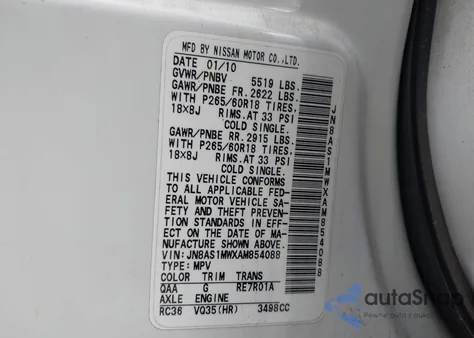 MFD BY NISSAN MOTOR CO.,LTD.
DATE 01/10
GVWR/PNBV 5519 LBS.
GAWR/PNBE FR. 2622 LBS.
WITH P265/60R18 TIRES.
18X8J RIMS. AT 33 PSI
COLD SINGLE.
GAWR/PNBE RR. 2915 LBS.
WITH P265/60R18 TIRES.
18X8J RIMS. AT 33 PSI
COLD SINGLE.
THIS VEHICLE CONFORMS
TO ALL APPLICABLE FED-
ERAL MOTOR VEHICLE SA-
FETY AND THEFT PREVEN-
TION STANDARDS IN EFFECT
ON THE DATE OF MA-
NUFACTURE SHOWN ABOVE.
VIN: JN8AS1MWXAM854088
TYPE: MPV
COLOR TRIM TRANS
QAA G RE7R01A
AXLE ENGINE
RC36 VQ35(HR) 3498CC
JN8AS1MWXAM854088
autoSnap